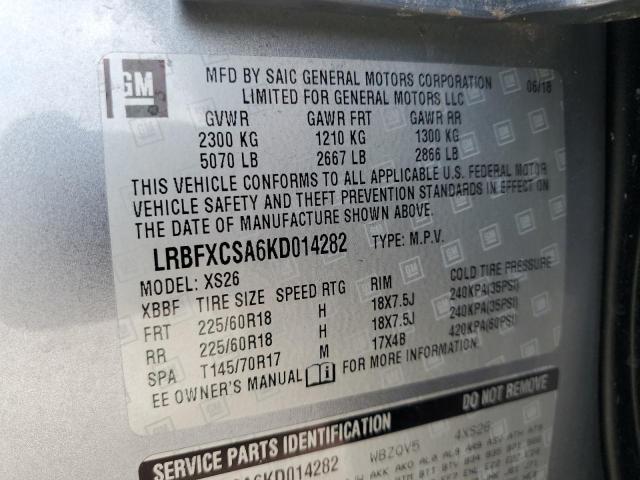 GM
MFD BY SAIC GENERAL MOTORS CORPORATION 06/18
LIMITED FOR GENERAL MOTORS LLC
GVWR GAWR FRT GAWR RR
2300 KG 1210 KG 1300 KG
5070 LB 2667 LB 2866 LB
THIS VEHICLE CONFORMS TO ALL APPLICABLE U.S. FEDERAL MOTOR
VEHICLE SAFETY AND THEFT PREVENTION STANDARDS IN EFFECT ON
THE DATE OF MANUFACTURE SHOWN ABOVE.
LRBFXCSA6KD014282 TYPE: M.P.V.
MODEL: XS26
XBBF TIRE SIZE SPEED RTG RIM COLD TIRE PRESSURE
FRT 225/60R18 H 18X7.5J 240KPA(35PSI)
RR 225/60R18 H 18X7.5J 240KPA(35PSI)
SPA T145/70R17 M 17X4B 420KPA(60PSI)
EE OWNER'S MANUAL FOR MORE INFORMATION.
SERVICE PARTS IDENTIFICATION DO NOT REMOVE
SA6KD014282 WBZQV5 4XS26
AKK AKO AL0